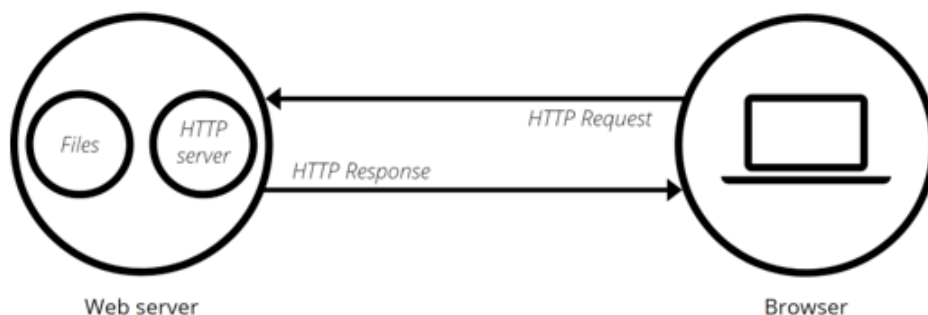 Files
HTTP
server
HTTP Request
HTTP Response
Web server
Browser